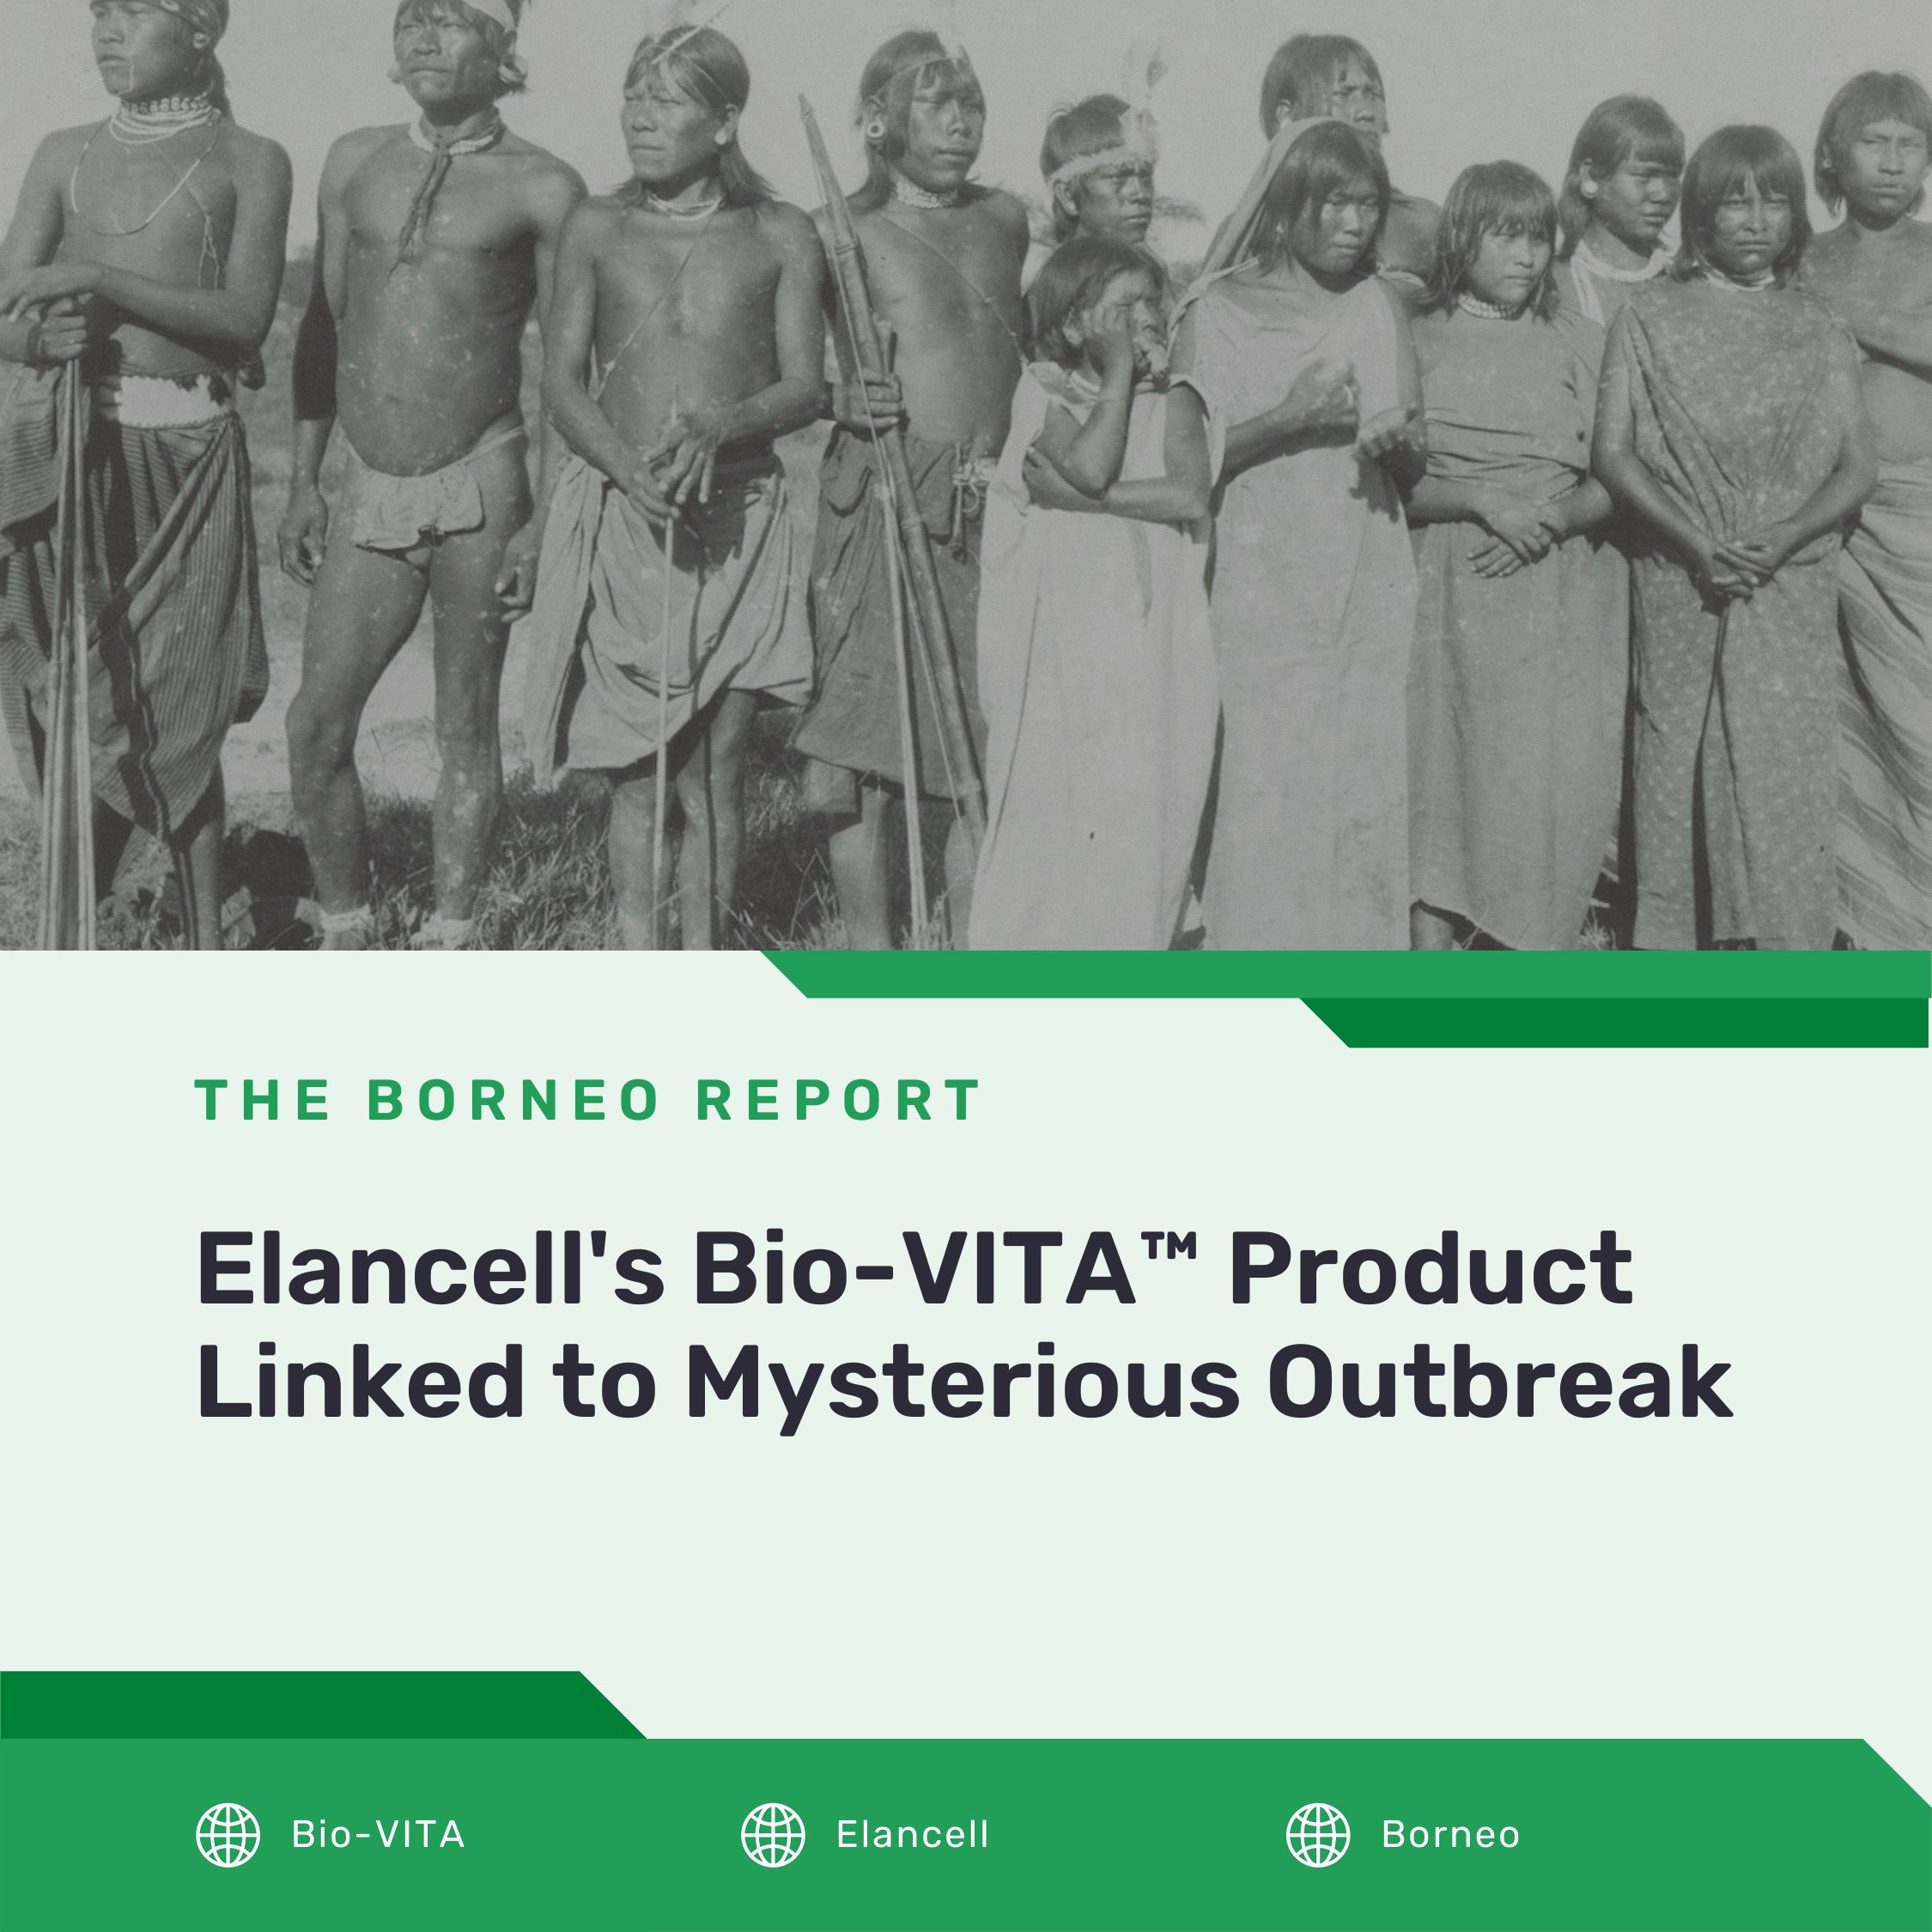 THE BORNEO REPORT
Elancell's Bio-VITA™ Product
Linked to Mysterious Outbreak
Bio-VITA
Elancell
Borneo